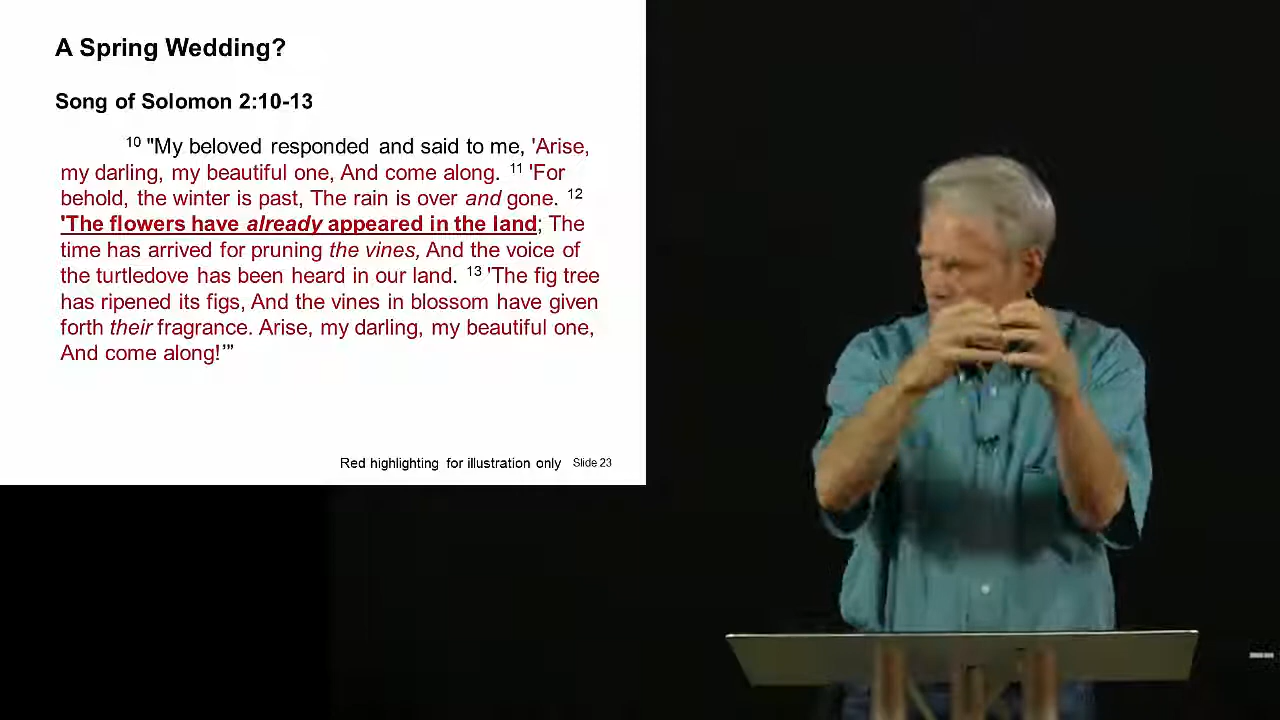 A Spring Wedding?
Song of Solomon 2:10-13
10 "My beloved responded and said to me, 'Arise,
my darling, my beautiful one, And come along. 11 'For
behold, the winter is past, The rain is over and gone. 12
'The flowers have already appeared in the land; The
time has arrived for pruning the vines, And the voice of
the turtledove has been heard in our land. 13 'The fig tree
has ripened its figs, And the vines in blossom have given
forth their fragrance. Arise, my darling, my beautiful one,
And come along!'"
Red highlighting for illustration only Slide 23